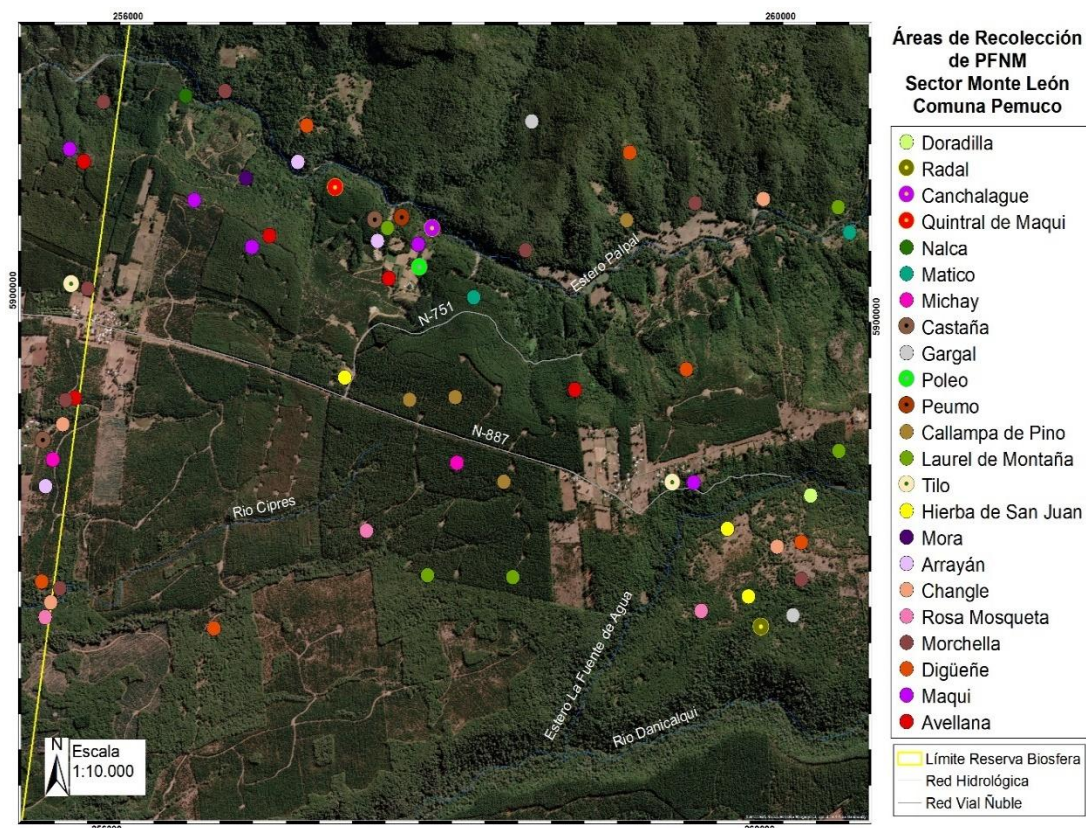 256000
260000
Áreas de Recolección
de PFNM
Sector Monte León
Comuna Pemuco
Doradilla
Radal
Canchalague
Quintral de Maqui
Nalca
Matico
Michay
Castaña
Gargal
Poleo
Peumo
Callampa de Pino
Laurel de Montaña
Tilo
Hierba de San Juan
Mora
Arrayán
Changle
Rosa Mosqueta
Morchella
Digüeñe
Maqui
Avellana
Límite Reserva Biosfera
Red Hidrológica
Red Vial Ñuble
5900000
5900000
Estero Palpal
N-751
N-887
Rio Cipres
Estero La Fuente de Agua
Rio Danicalqui
N
Escala
1:10.000
256000
260000